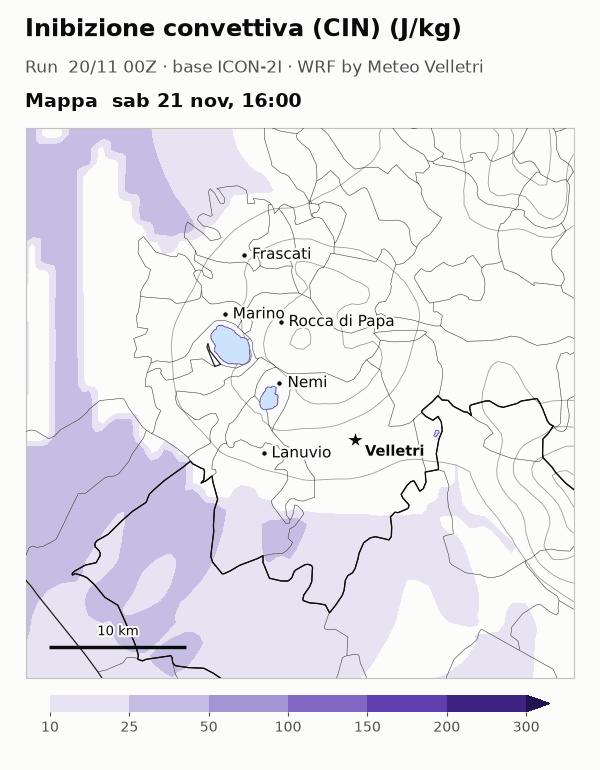 Inibizione convettiva (CIN) (J/kg)
Run  20/11 00Z · base ICON-2I · WRF by Meteo Velletri
Mappa  sab 21 nov, 16:00
Frascati
Marino
Rocca di Papa
Nemi
Lanuvio
Velletri
10 km
10 25 50 100 150 200 300